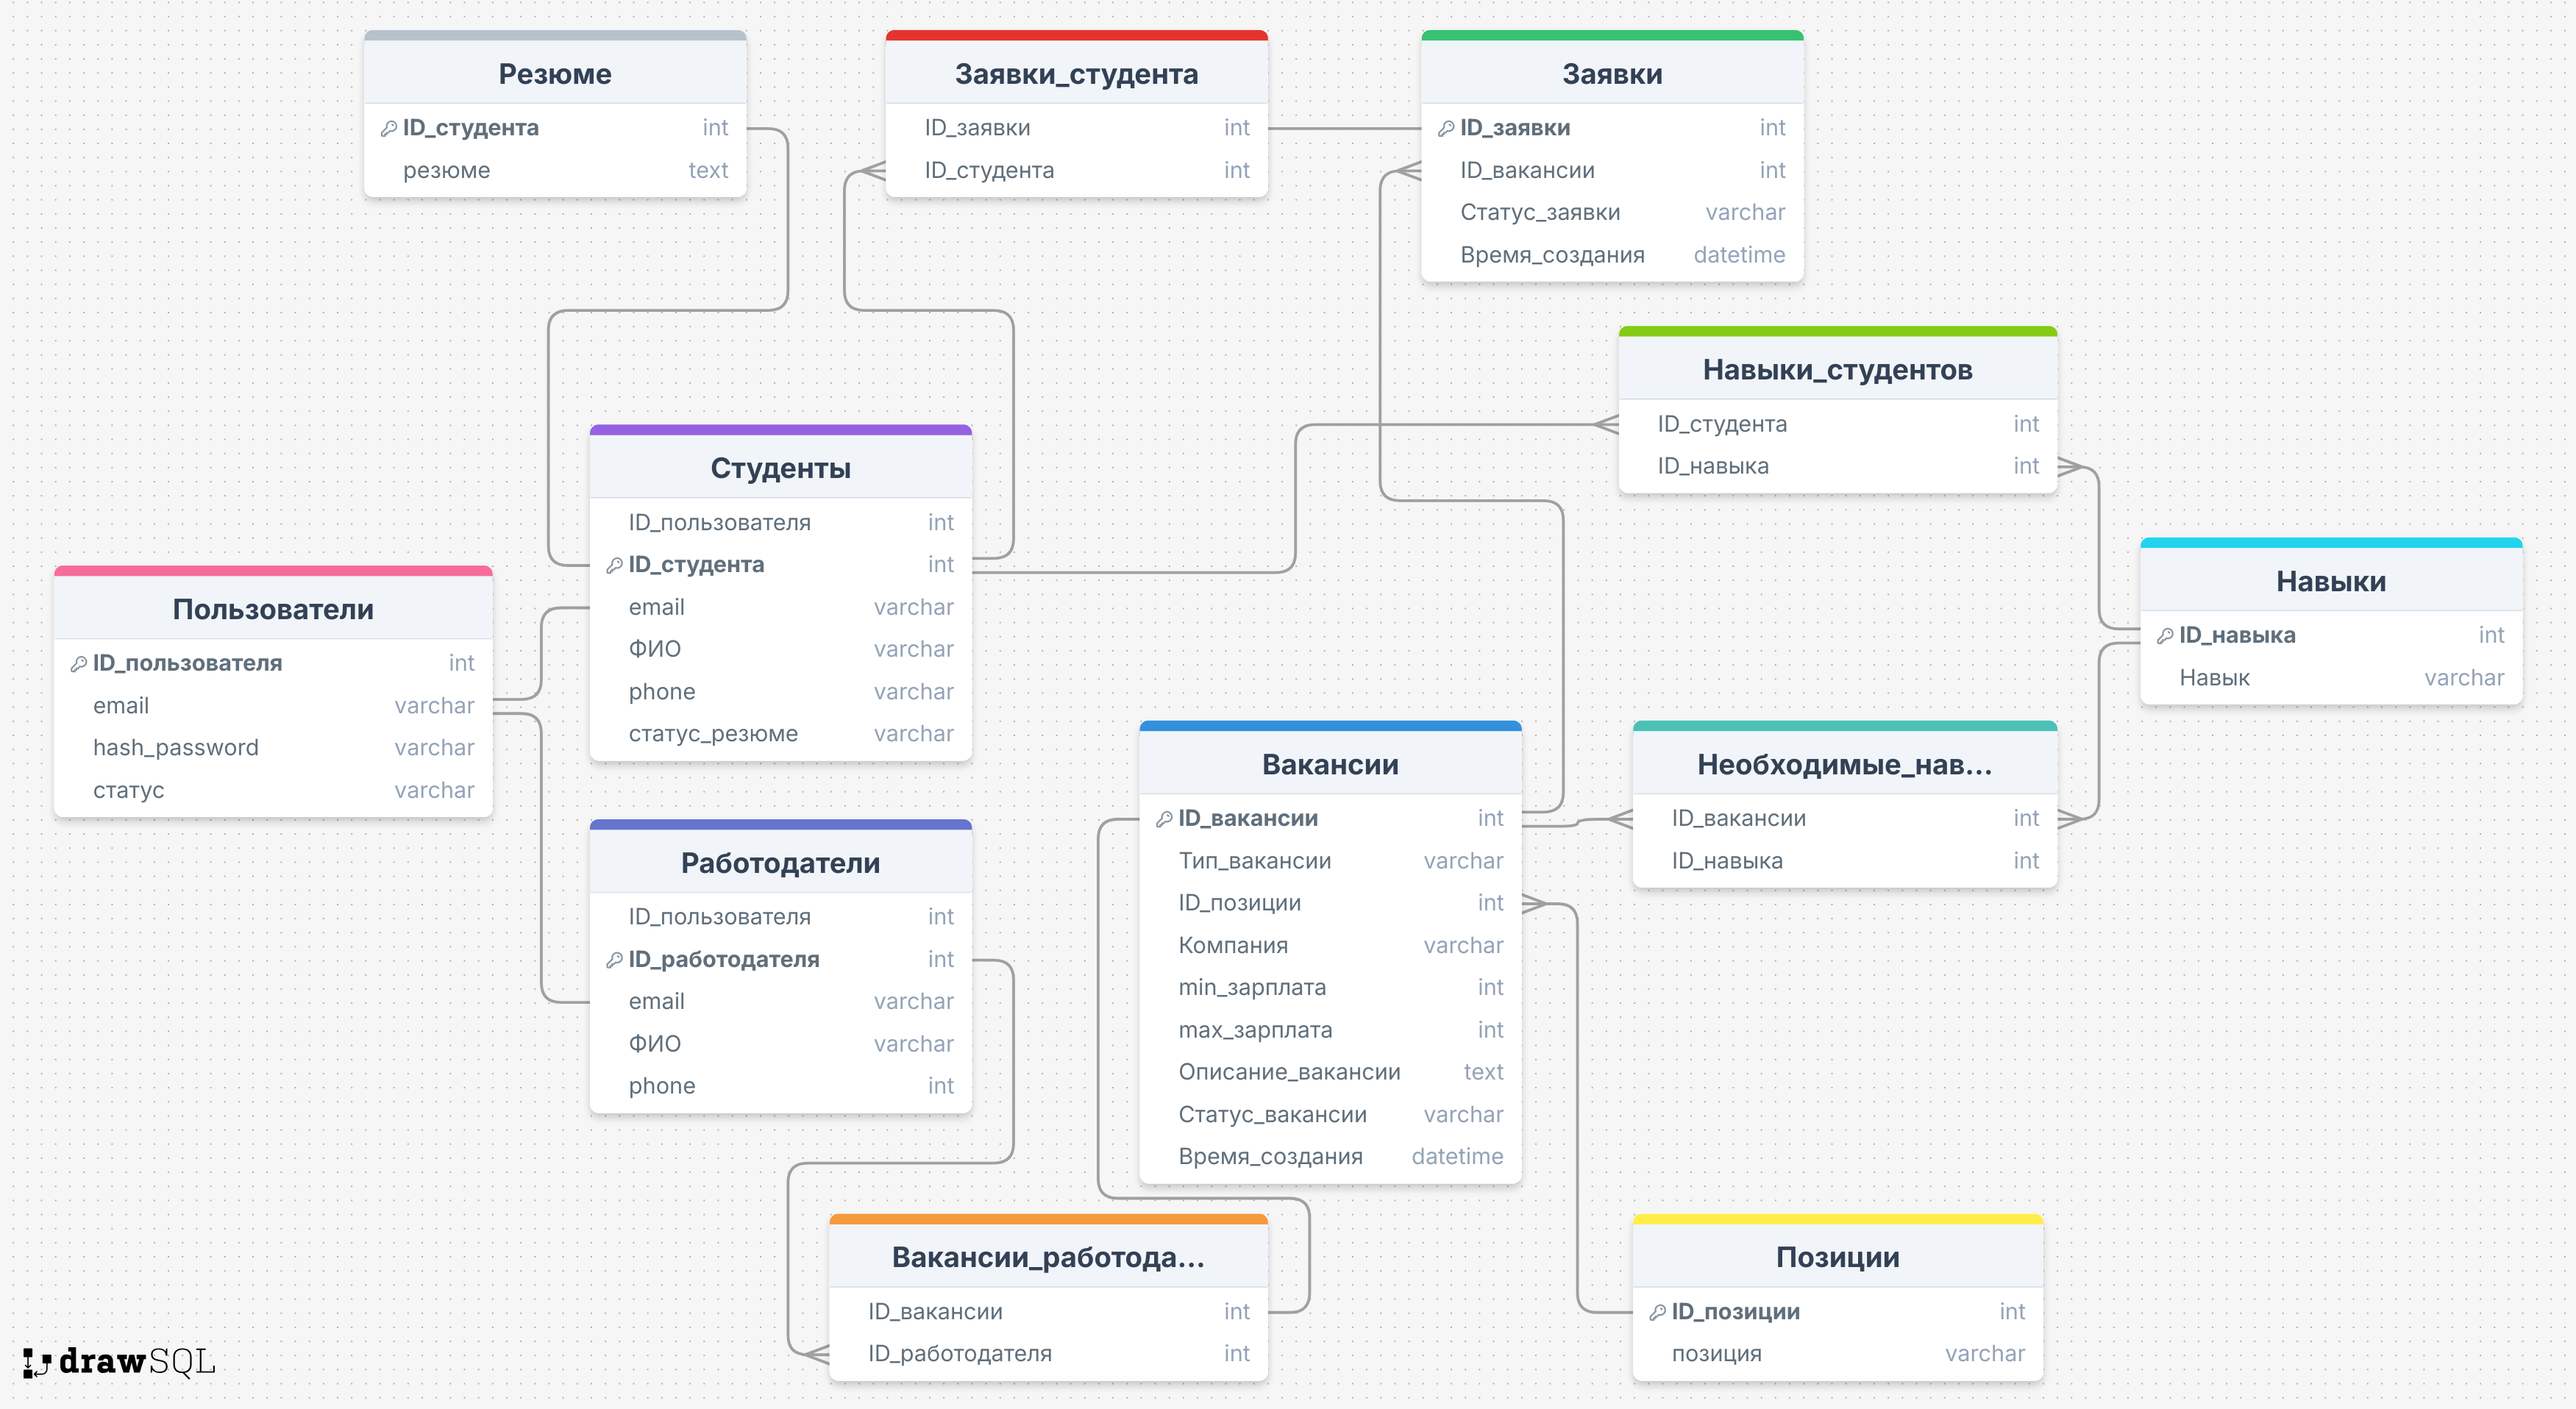 Резюме
ID_студента int
резюме text
Заявки_студента
ID_заявки int
ID_студента int
Заявки
ID_заявки int
ID_вакансии int
Статус_заявки varchar
Время_создания datetime
Навыки_студентов
ID_студента int
ID_навыка int
Студенты
ID_пользователя int
ID_студента int
email varchar
ФИО varchar
phone varchar
статус_резюме varchar
Пользователи
ID_пользователя int
email varchar
hash_password varchar
статус varchar
Навыки
ID_навыка int
Навык varchar
Вакансии
ID_вакансии int
Тип_вакансии varchar
ID_позиции int
Компания varchar
min_зарплата int
max_зарплата int
Описание_вакансии text
Статус_вакансии varchar
Время_создания datetime
Необходимые_нав...
ID_вакансии int
ID_навыка int
Работодатели
ID_пользователя int
ID_работодателя int
email varchar
ФИО varchar
phone int
Вакансии_работода...
ID_вакансии int
ID_работодателя int
Позиции
ID_позиции int
позиция varchar
drawSQL